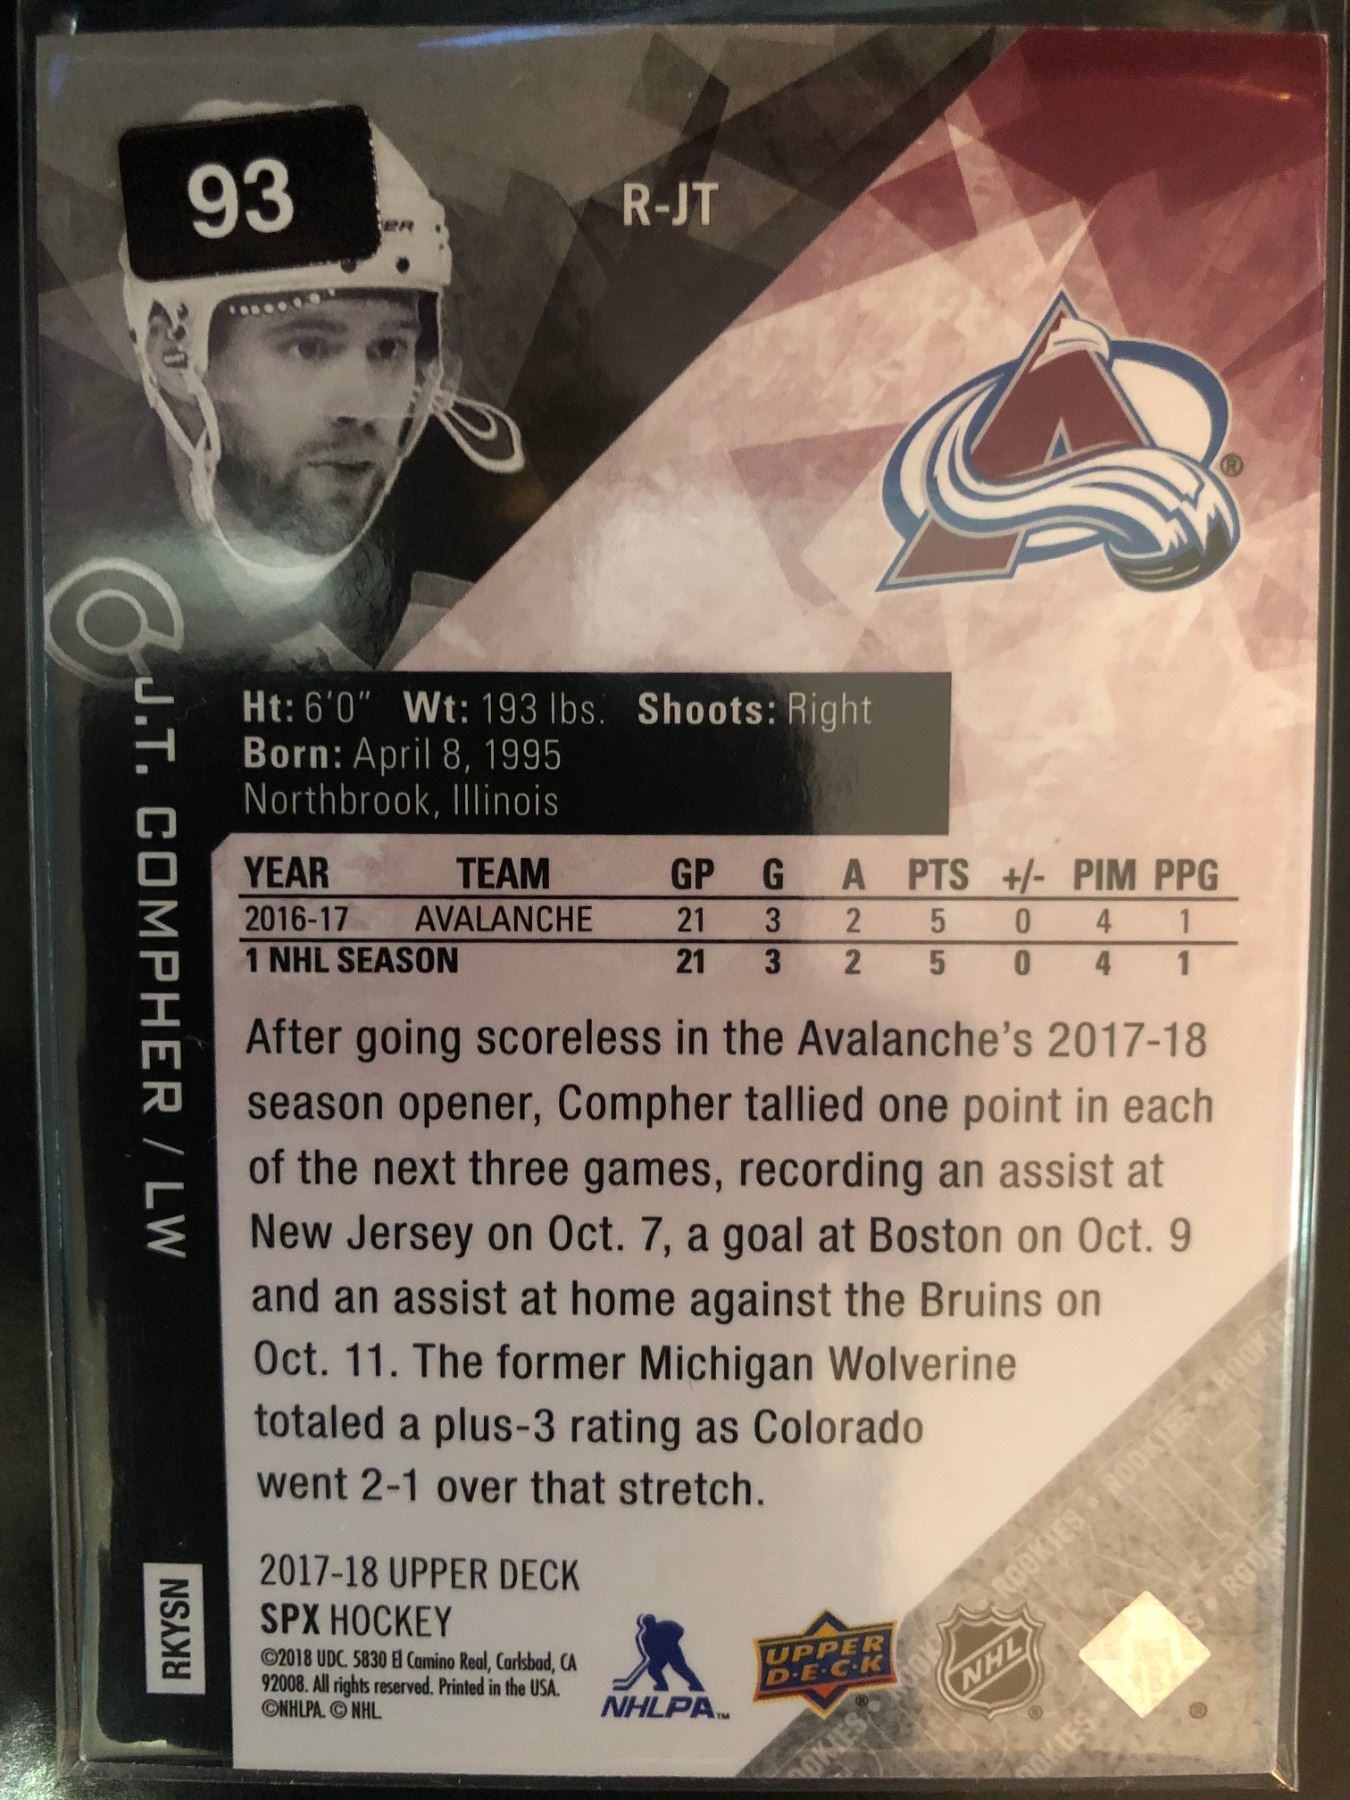 93
R-JT
®
J.T. COMPHER / LW
Ht: 6'0" Wt: 193 lbs. Shoots: Right
Born: April 8, 1995
Northbrook, Illinois
YEAR TEAM GP G A PTS +/- PIM PPG
2016-17 AVALANCHE 21 3 2 5 0 4 1
1 NHL SEASON 21 3 2 5 0 4 1
After going scoreless in the Avalanche's 2017-18
season opener, Compher tallied one point in each
of the next three games, recording an assist at
New Jersey on Oct. 7, a goal at Boston on Oct. 9
and an assist at home against the Bruins on
Oct. 11. The former Michigan Wolverine
totaled a plus-3 rating as Colorado
went 2-1 over that stretch.
RKYSN
2017-18 UPPER DECK
SPX HOCKEY
©2018 UDC. 5830 El Camino Real, Carlsbad, CA
92008. All rights reserved. Printed in the USA.
©NHLPA. © NHL.
NHLPA™
UPPER
D·E·C·K
®
NHL
®
®
ROOKIES • ROOKIES • ROOKIES